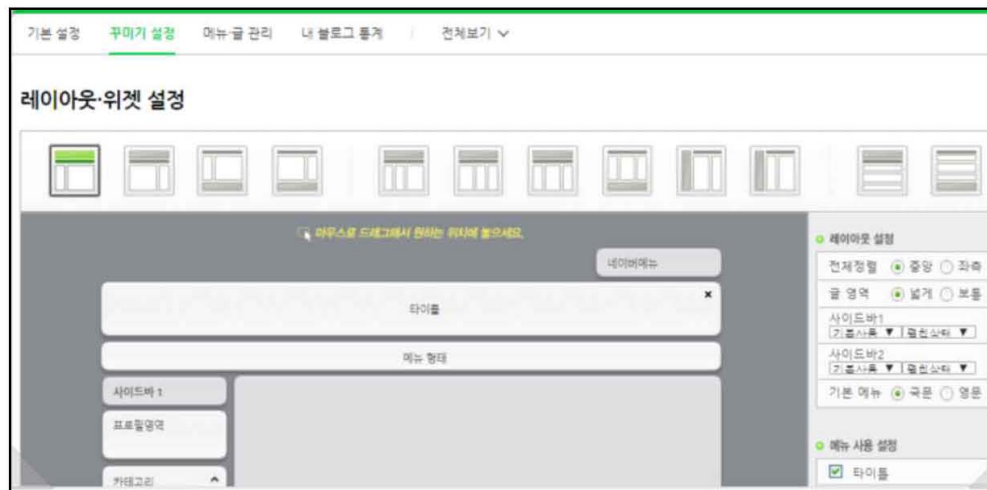 기본 설정 꾸미기 설정 메뉴·글 관리 내 블로그 통계 전체보기
레이아웃·위젯 설정
마우스로 드래그해서 원하는 위치에 놓으세요.
네이버메뉴
타이틀
메뉴 형태
사이드바 1
프로필영역
카테고리
레이아웃 설정
전체정렬 중앙 좌측
글 영역 넓게 보통
사이드바1
기본사용 ▼ 펼친상태 ▼
사이드바2
기본사용 ▼ 펼친상태 ▼
기본 메뉴 국문 영문
메뉴 사용 설정
타이틀